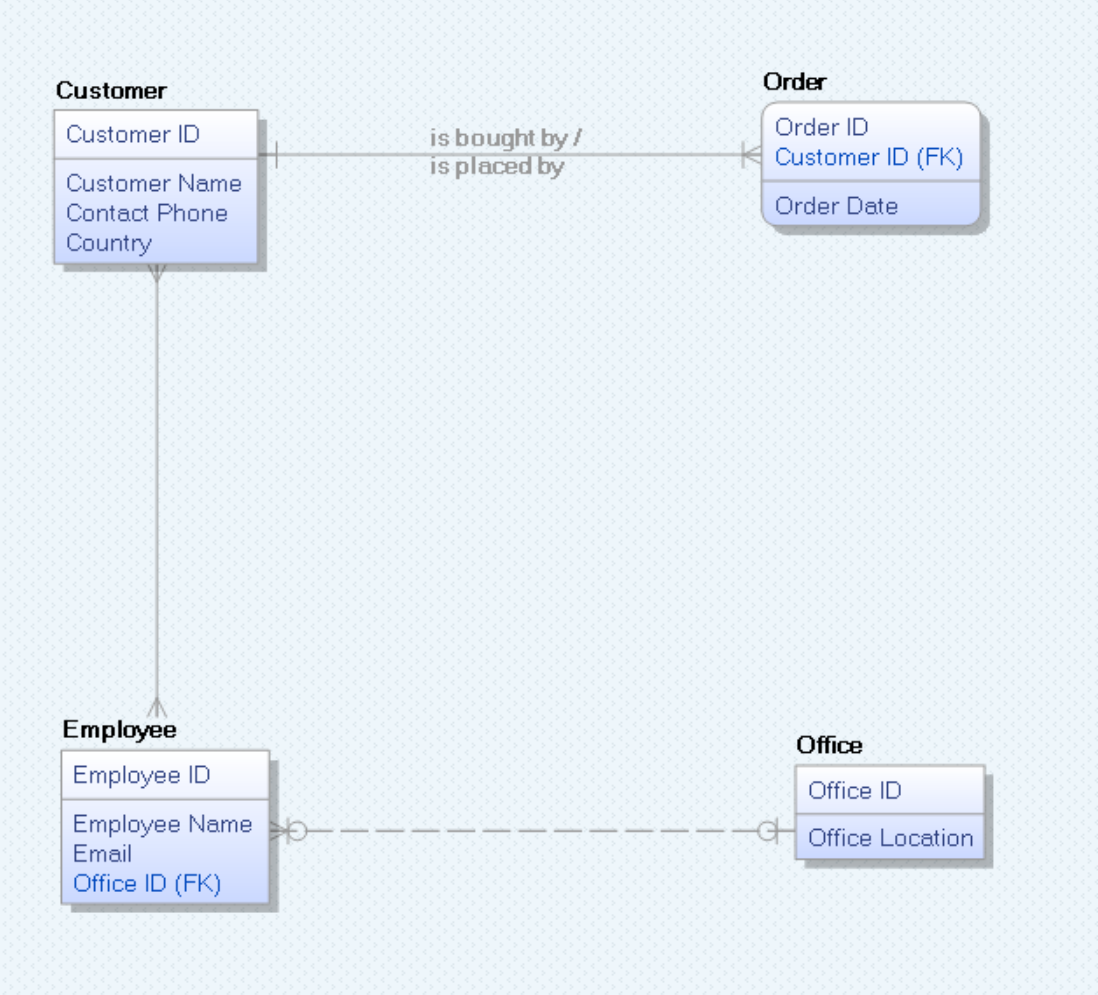 Customer
Customer ID
Customer Name
Contact Phone
Country
is bought by /
is placed by
Order
Order ID
Customer ID (FK)
Order Date
Employee
Employee ID
Employee Name
Email
Office ID (FK)
Office
Office ID
Office Location